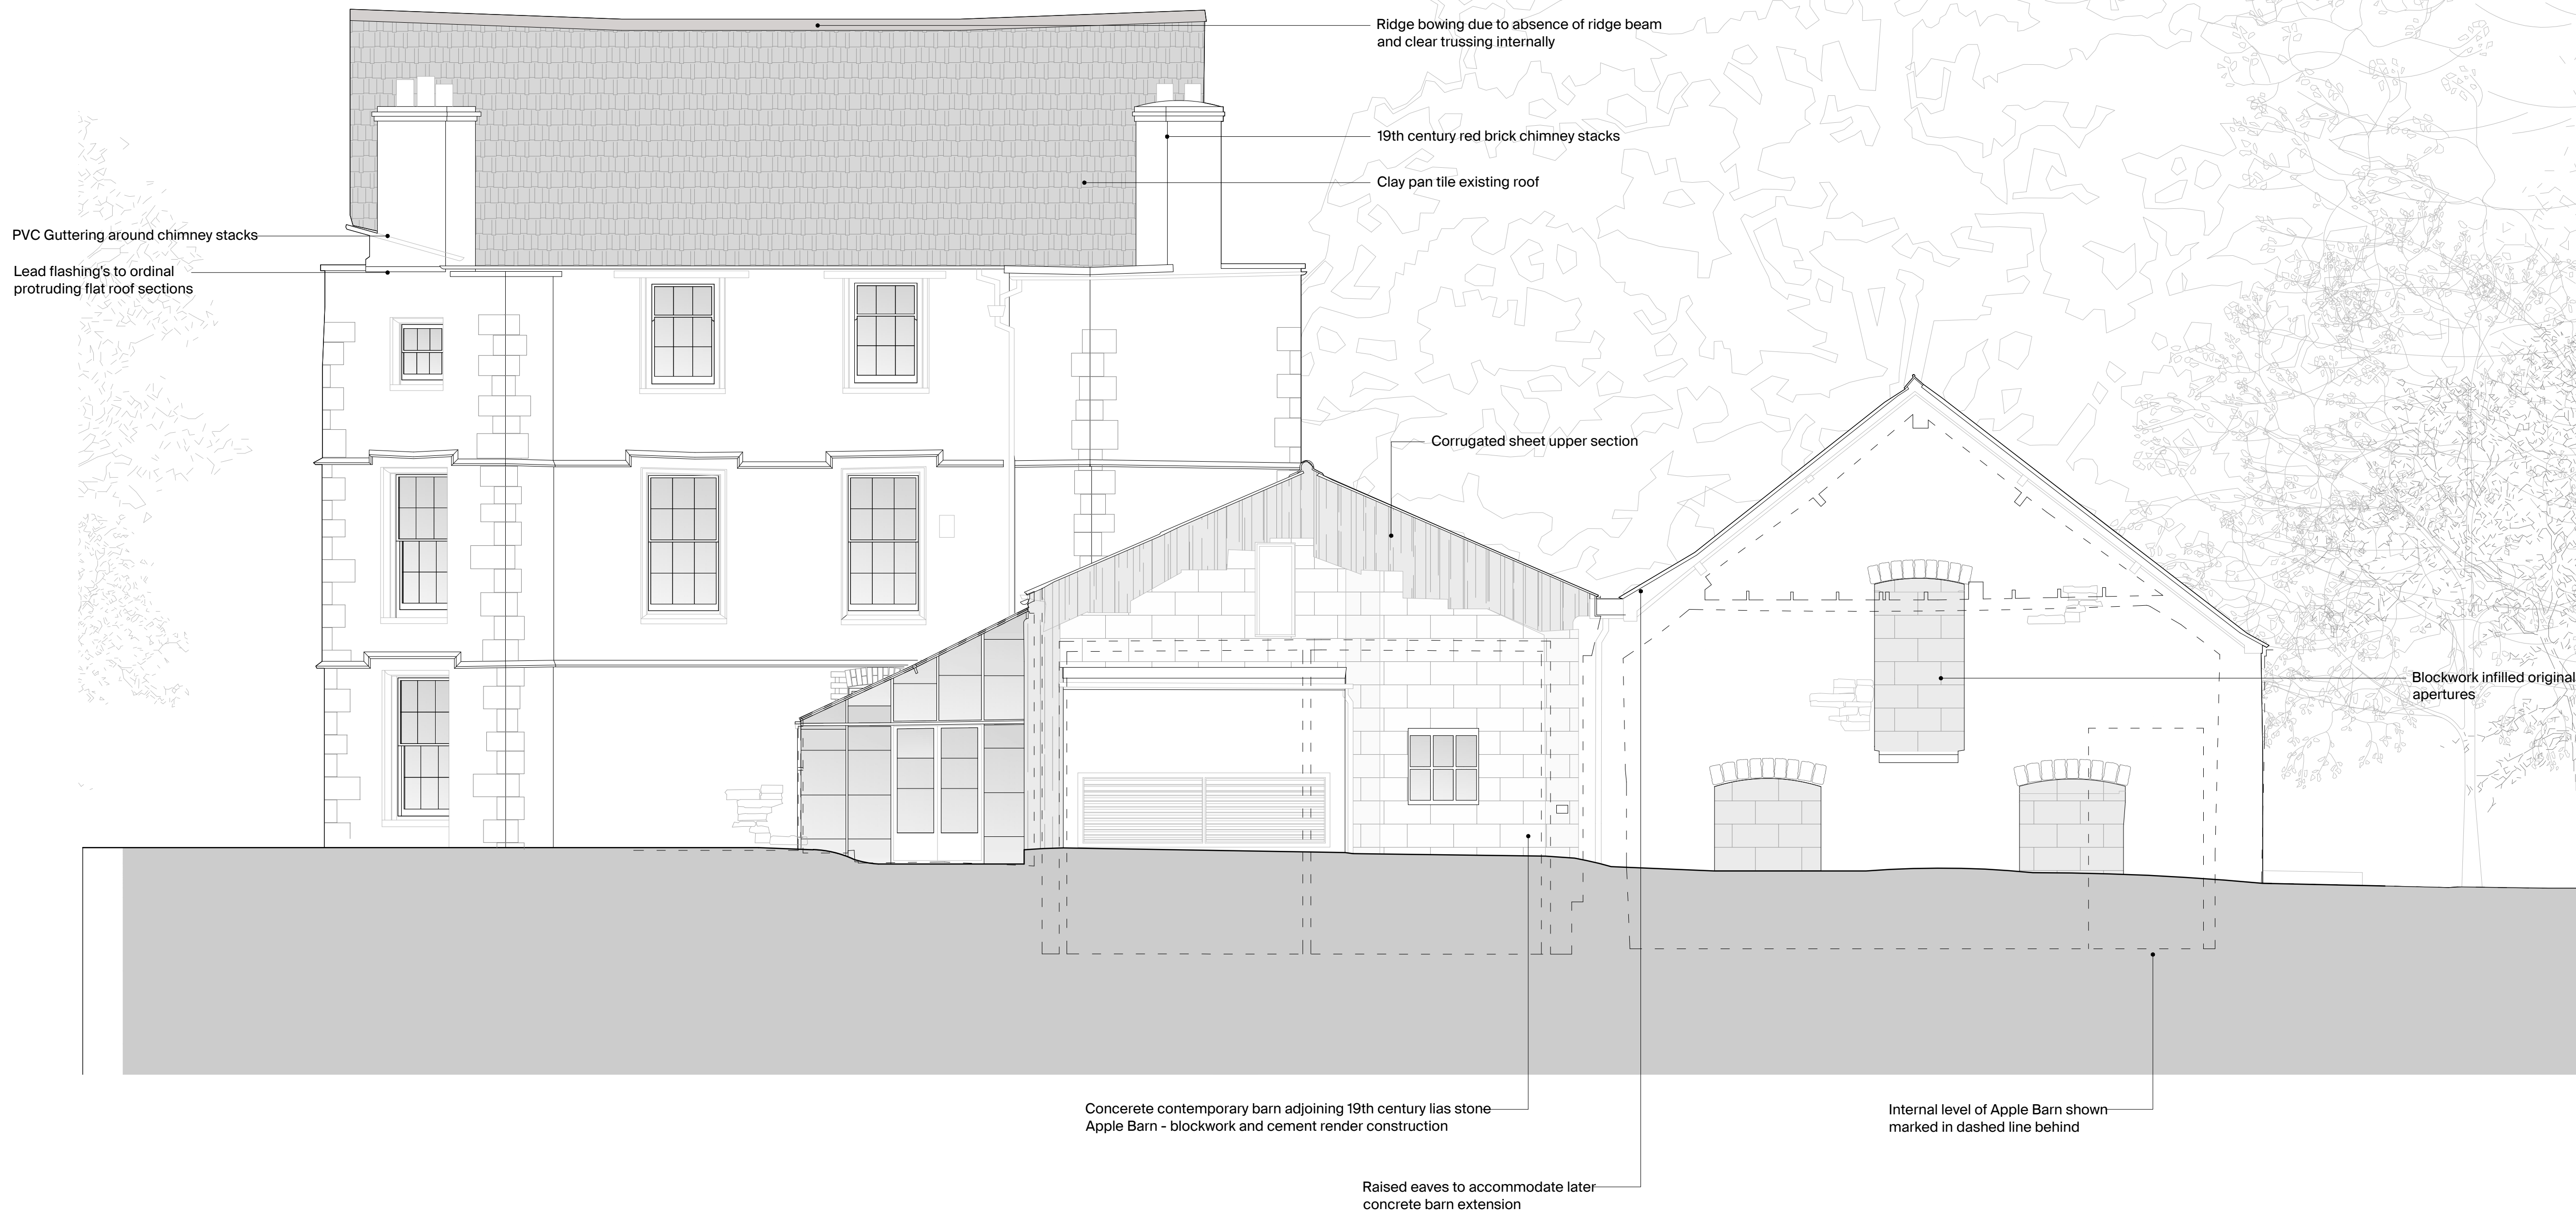 Ridge bowing due to absence of ridge beam
and clear trussing internally
19th century red brick chimney stacks
Clay pan tile existing roof
PVC Guttering around chimney stacks
Lead flashing's to ordinal
protruding flat roof sections
Corrugated sheet upper section
Blockwork infilled original
apertures
Concerete contemporary barn adjoining 19th century lias stone
Apple Barn - blockwork and cement render construction
Internal level of Apple Barn shown
marked in dashed line behind
Raised eaves to accommodate later
concrete barn extension